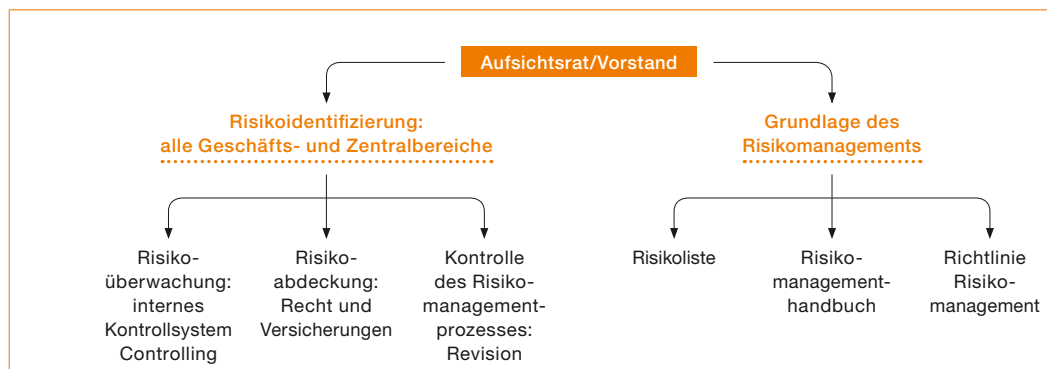 Aufsichtsrat/Vorstand
Risikoidentifizierung:
alle Geschäfts- und Zentralbereiche
Grundlage des
Risikomanagements
Risiko-
überwachung:
internes
Kontrollsystem
Controlling
Risiko-
abdeckung:
Recht und
Versicherungen
Kontrolle
des Risiko-
management-
prozesses:
Revision
Risikoliste
Risiko-
management-
handbuch
Richtlinie
Risiko-
management